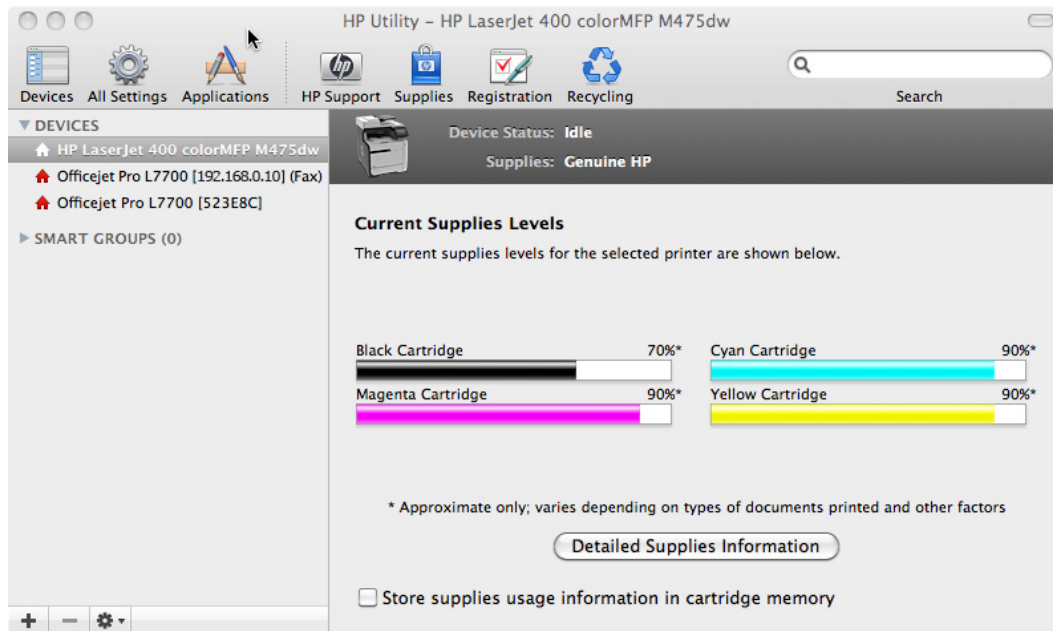 HP Utility – HP LaserJet 400 colorMFP M475dw
Devices All Settings Applications HP Support Supplies Registration Recycling Search
DEVICES
HP LaserJet 400 colorMFP M475dw
Officejet Pro L7700 [192.168.0.10] (Fax)
Officejet Pro L7700 [523E8C]
SMART GROUPS (0)
Device Status: Idle
Supplies: Genuine HP
Current Supplies Levels
The current supplies levels for the selected printer are shown below.
Black Cartridge 70%*
Cyan Cartridge 90%*
Magenta Cartridge 90%*
Yellow Cartridge 90%*
* Approximate only; varies depending on types of documents printed and other factors
Detailed Supplies Information
Store supplies usage information in cartridge memory